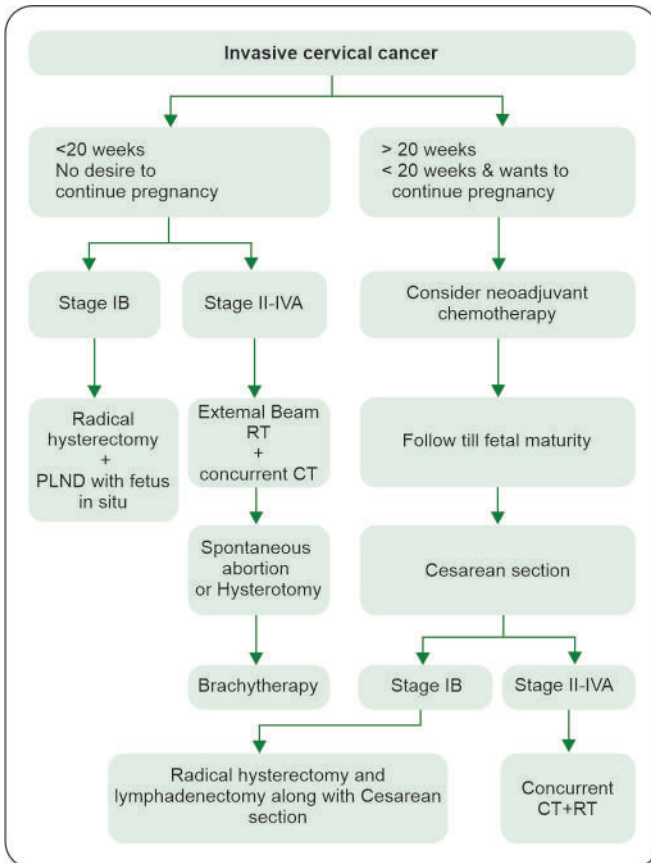 Invasive cervical cancer
<20 weeks
No desire to
continue pregnancy
> 20 weeks
< 20 weeks & wants to
continue pregnancy
Stage IB
Stage II-IVA
Consider neoadjuvant
chemotherapy
Radical
hysterectomy
+
PLND with fetus
in situ
External Beam
RT
+
concurrent CT
Follow till fetal maturity
Spontaneous
abortion
or Hysterotomy
Cesarean section
Brachytherapy
Stage IB
Stage II-IVA
Radical hysterectomy and
lymphadenectomy along with Cesarean
section
Concurrent
CT+RT